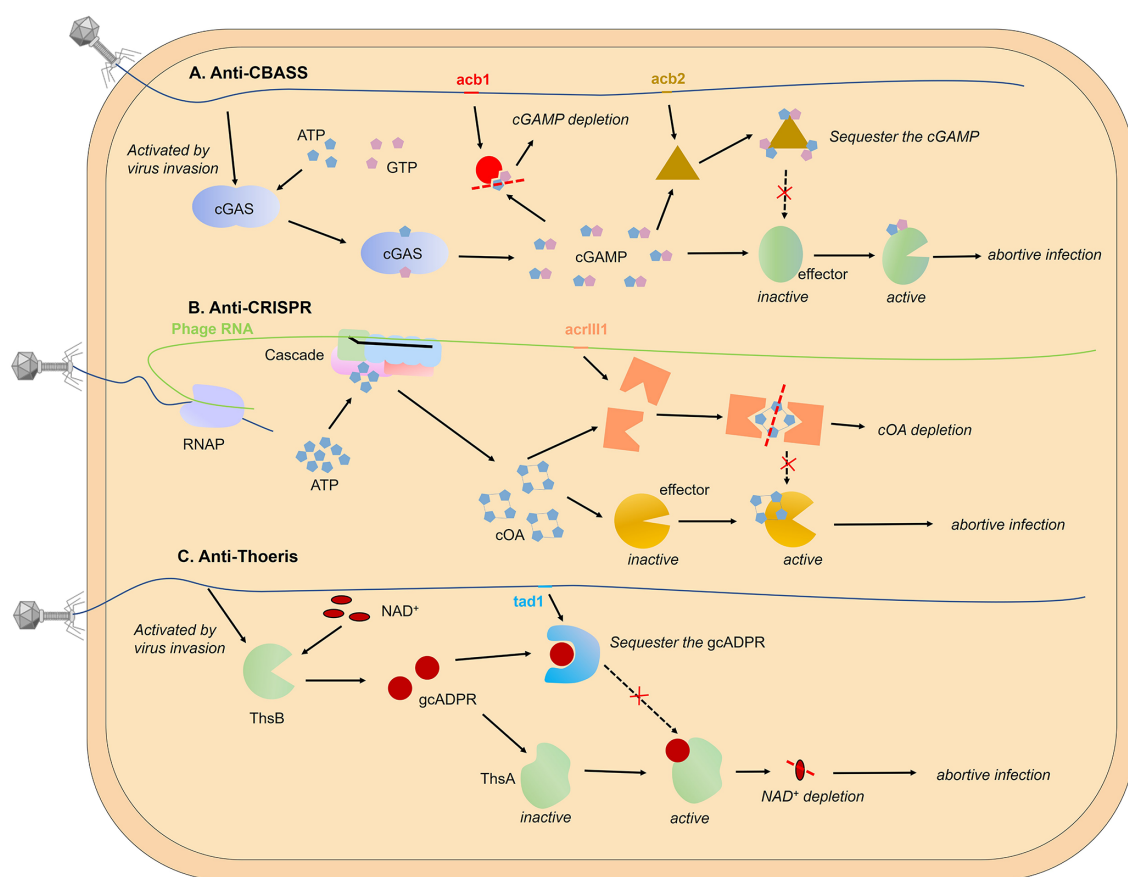 A. Anti-CBASS
acb1
acb2
ATP
GTP
cGAMP depletion
Sequester the cGAMP
Activated by
virus invasion
cGAS
cGAS
cGAMP
effector
inactive
active
abortive infection
B. Anti-CRISPR
Phage RNA
acrIII1
Cascade
RNAP
ATP
cOA
cOA depletion
effector
inactive
active
abortive infection
C. Anti-Thoeris
NAD⁺
tad1
Activated by
virus invasion
Sequester the gcADPR
ThsB
gcADPR
ThsA
inactive
active
NAD⁺ depletion
abortive infection